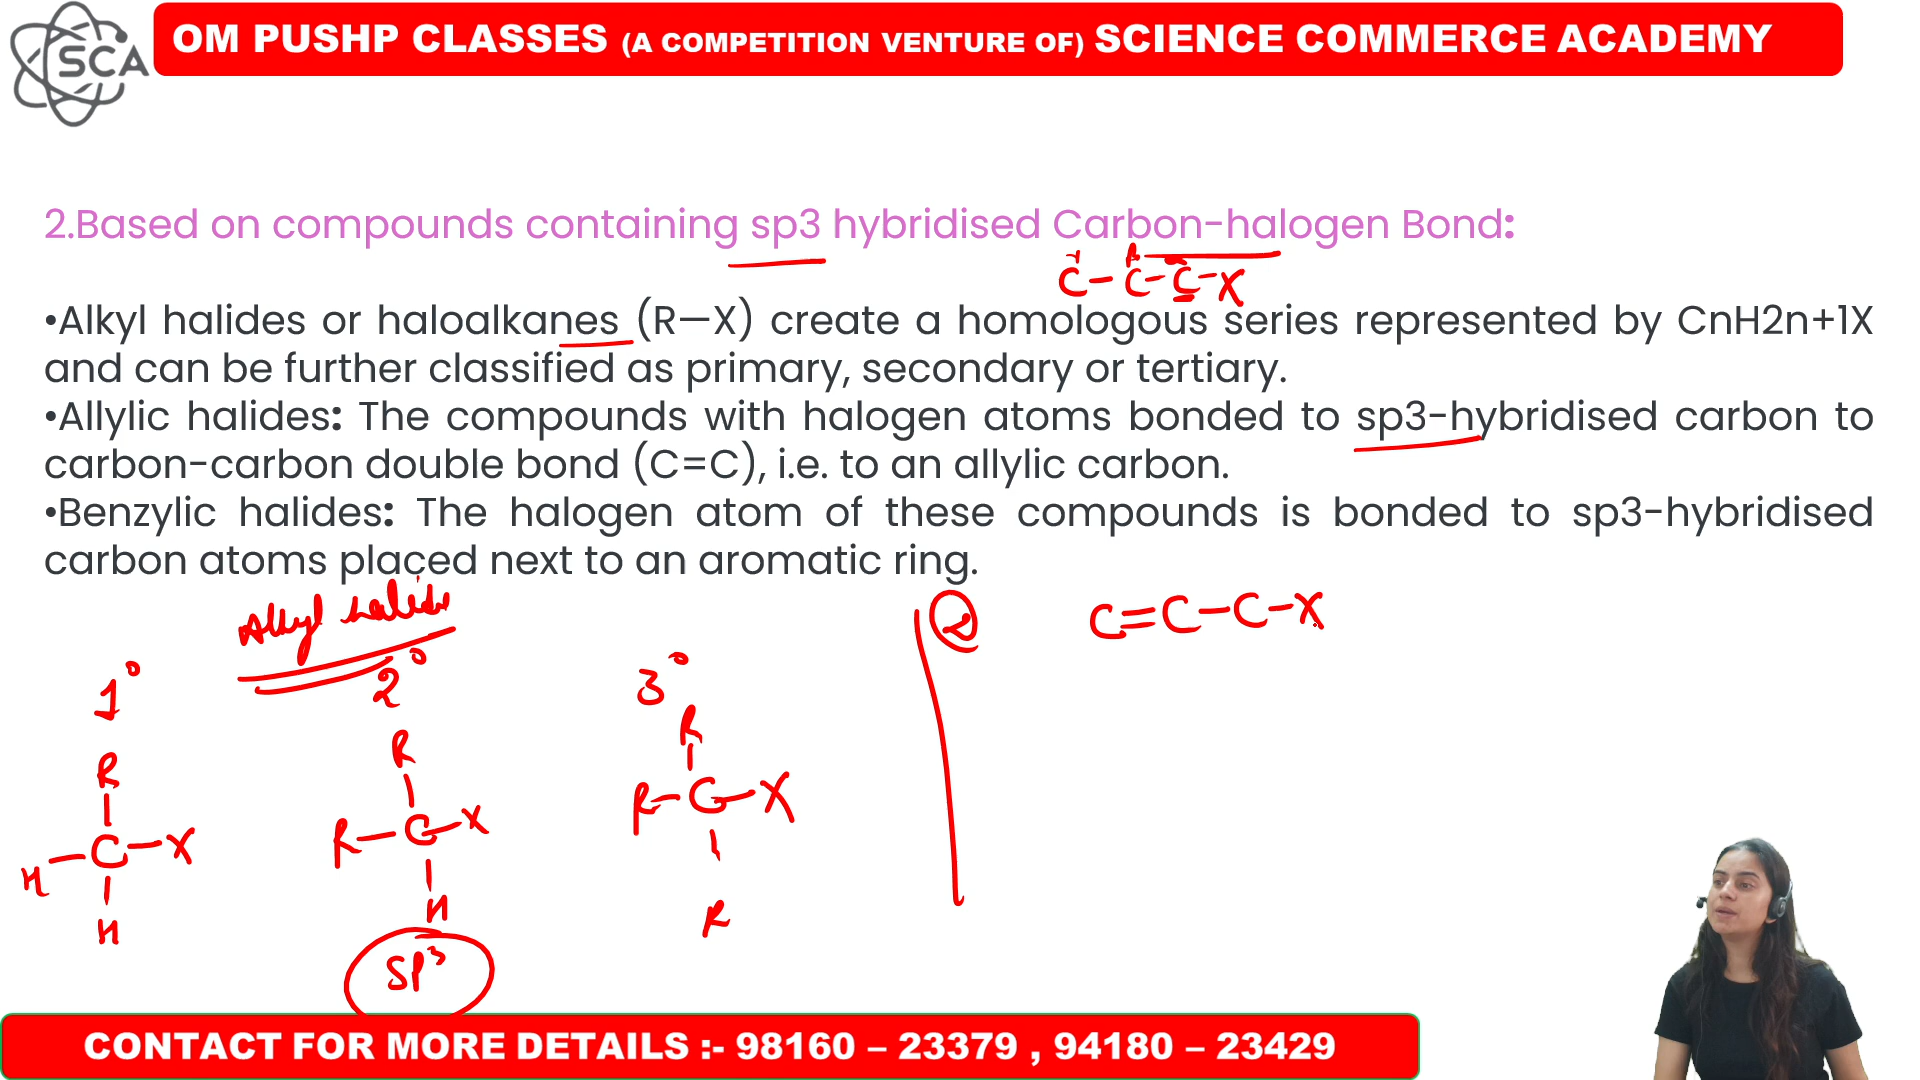 SCA
OM PUSHP CLASSES (A COMPETITION VENTURE OF) SCIENCE COMMERCE ACADEMY
2.Based on compounds containing sp3 hybridised Carbon-halogen Bond:
C-C-C-X
•Alkyl halides or haloalkanes (R—X) create a homologous series represented by CnH2n+1X
and can be further classified as primary, secondary or tertiary.
•Allylic halides: The compounds with halogen atoms bonded to sp3-hybridised carbon to
carbon-carbon double bond (C=C), i.e. to an allylic carbon.
•Benzylic halides: The halogen atom of these compounds is bonded to sp3-hybridised
carbon atoms placed next to an aromatic ring.
Alkyl halide
1° 2° 3°
R
H-C-X
H
R
R-C-X
H
SP³
R
R-C-X
R
2 C=C-C-X
CONTACT FOR MORE DETAILS :- 98160 – 23379 , 94180 – 23429